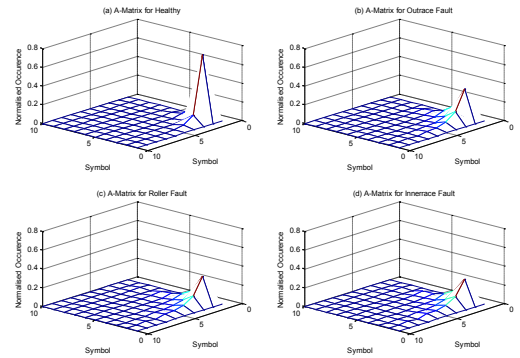 (a) A-Matrix for Healthy
Normalised Occurence
0.8
0.6
0.4
0.2
0
10
5
0
Symbol
10
5
0
Symbol
(b) A-Matrix for Outrace Fault
Normalised Occurence
0.8
0.6
0.4
0.2
0
10
5
0
Symbol
10
5
0
Symbol
(c) A-Matrix for Roller Fault
Normalised Occurence
0.8
0.6
0.4
0.2
0
10
5
0
Symbol
10
5
0
Symbol
(d) A-Matrix for Innerrace Fault
Normalised Occurence
0.8
0.6
0.4
0.2
0
10
5
0
Symbol
10
5
0
Symbol